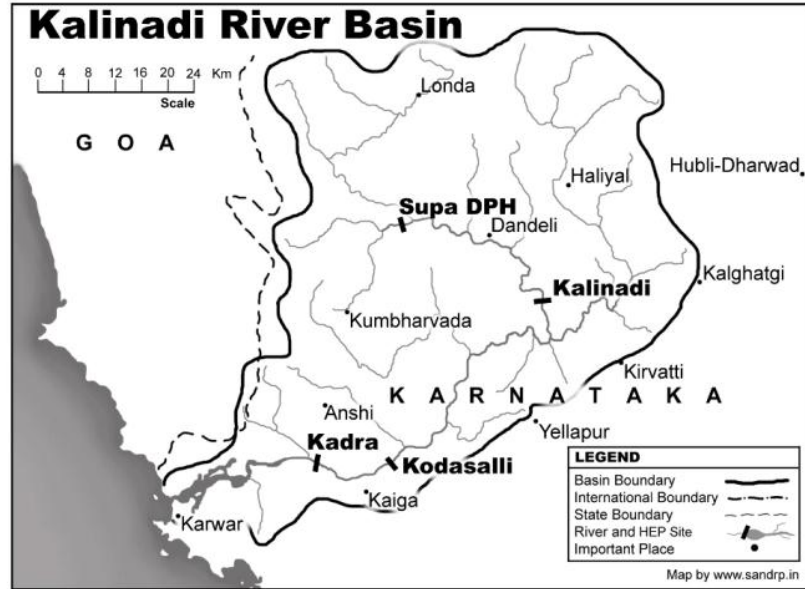 Kalinadi River Basin
0 4 8 12 16 20 24 Km
Scale
G O A
Londa
Hubli-Dharwad
Haliyal
Supa DPH
Dandeli
Kalghatgi
Kalinadi
Kumbharvada
Kirvatti
K A R N A T A K A
Anshi
Yellapur
Kadra
Kodasalli
Kaiga
Karwar
LEGEND
Basin Boundary
International Boundary
State Boundary
River and HEP Site
Important Place
Map by www.sandrp.in